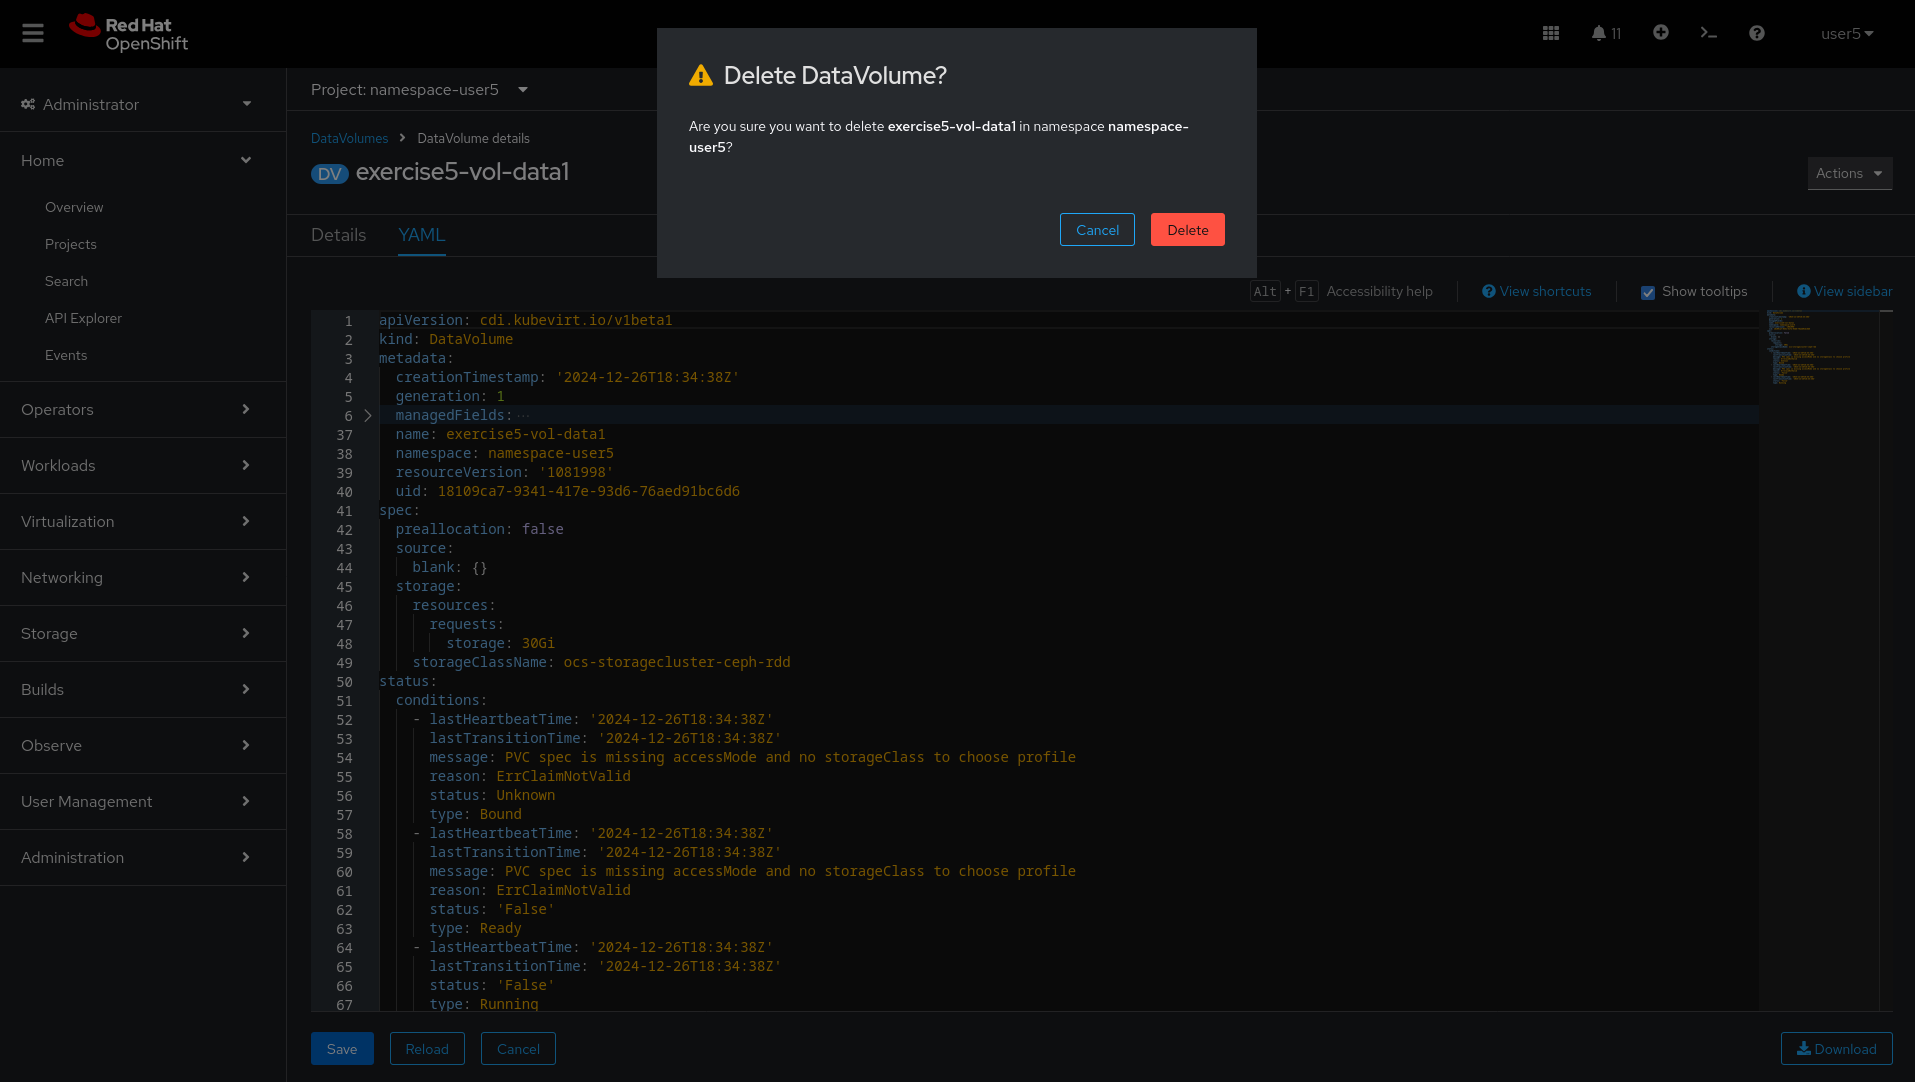 Red Hat
OpenShift
11
user5
Delete DataVolume?
Are you sure you want to delete exercise5-vol-data1 in namespace namespace-
user5?
Cancel
Delete
Administrator
Home
Overview
Projects
Search
API Explorer
Events
Operators
Workloads
Virtualization
Networking
Storage
Builds
Observe
User Management
Administration
Project: namespace-user5
DataVolumes > DataVolume details
DV exercise5-vol-data1
Actions
Details YAML
Alt + F1 Accessibility help View shortcuts Show tooltips View sidebar
1 apiVersion: cdi.kubevirt.io/v1beta1
2 kind: DataVolume
3 metadata:
4 creationTimestamp: '2024-12-26T18:34:38Z'
5 generation: 1
6 managedFields: ···
37 name: exercise5-vol-data1
38 namespace: namespace-user5
39 resourceVersion: '1081998'
40 uid: 18109ca7-9341-417e-93d6-76aed91bc6d6
41 spec:
42 preallocation: false
43 source:
44 blank: {}
45 storage:
46 resources:
47 requests:
48 storage: 30Gi
49 storageClassName: ocs-storagecluster-ceph-rdd
50 status:
51 conditions:
52 - lastHeartbeatTime: '2024-12-26T18:34:38Z'
53 lastTransitionTime: '2024-12-26T18:34:38Z'
54 message: PVC spec is missing accessMode and no storageClass to choose profile
55 reason: ErrClaimNotValid
56 status: Unknown
57 type: Bound
58 - lastHeartbeatTime: '2024-12-26T18:34:38Z'
59 lastTransitionTime: '2024-12-26T18:34:38Z'
60 message: PVC spec is missing accessMode and no storageClass to choose profile
61 reason: ErrClaimNotValid
62 status: 'False'
63 type: Ready
64 - lastHeartbeatTime: '2024-12-26T18:34:38Z'
65 lastTransitionTime: '2024-12-26T18:34:38Z'
66 status: 'False'
67 type: Running
Save
Reload
Cancel
Download